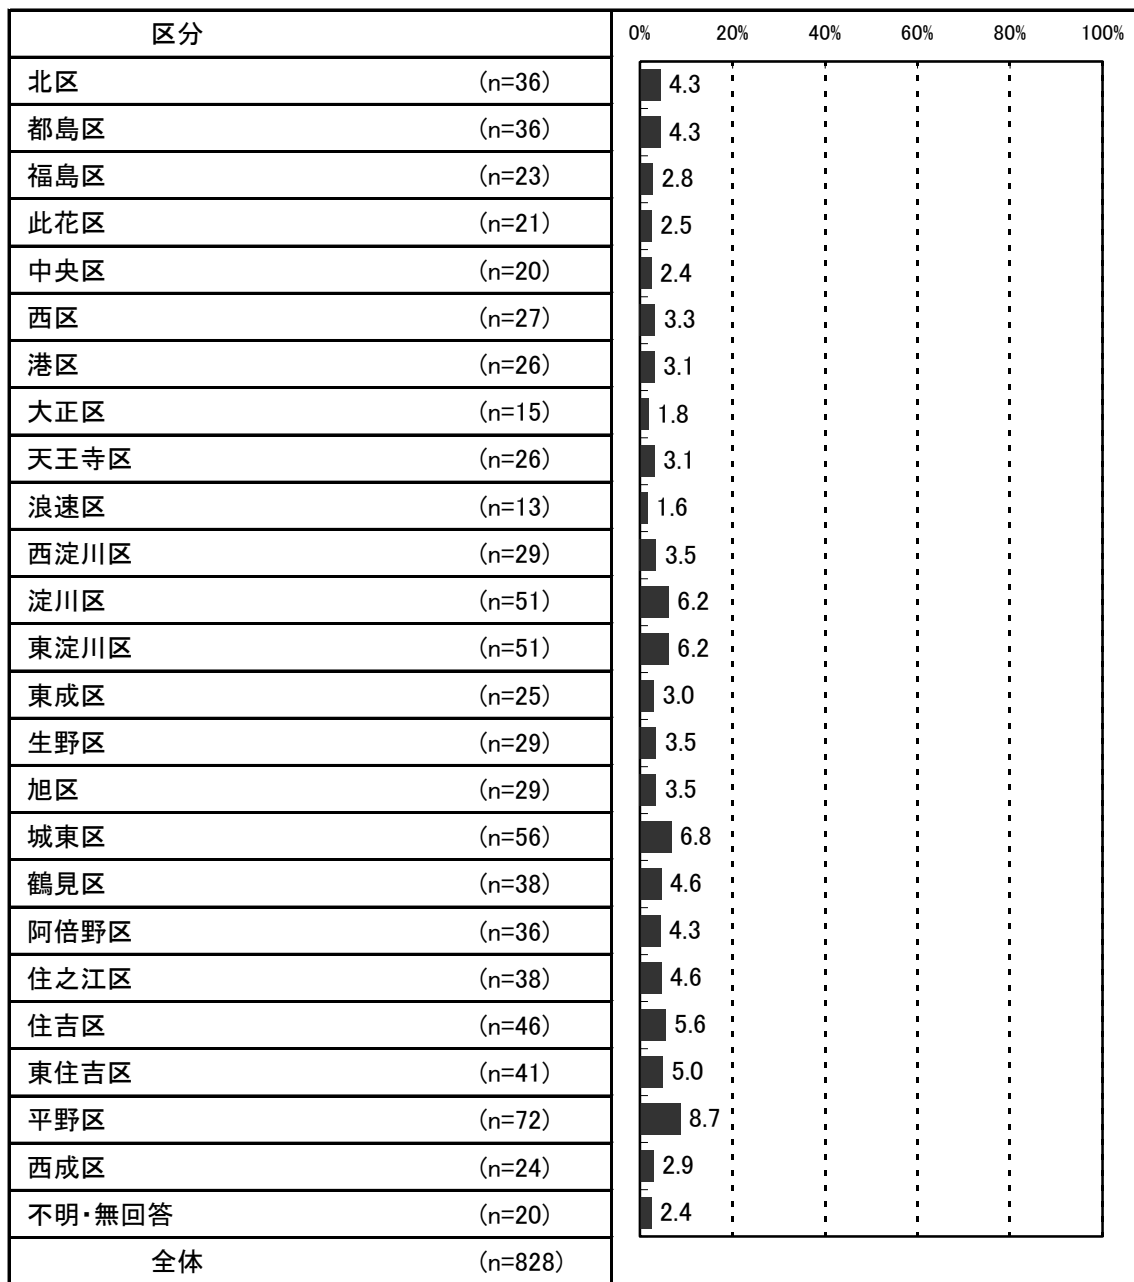 区分 0% 20% 40% 60% 80% 100%
北区 (n=36) 4.3
都島区 (n=36) 4.3
福島区 (n=23) 2.8
此花区 (n=21) 2.5
中央区 (n=20) 2.4
西区 (n=27) 3.3
港区 (n=26) 3.1
大正区 (n=15) 1.8
天王寺区 (n=26) 3.1
浪速区 (n=13) 1.6
西淀川区 (n=29) 3.5
淀川区 (n=51) 6.2
東淀川区 (n=51) 6.2
東成区 (n=25) 3.0
生野区 (n=29) 3.5
旭区 (n=29) 3.5
城東区 (n=56) 6.8
鶴見区 (n=38) 4.6
阿倍野区 (n=36) 4.3
住之江区 (n=38) 4.6
住吉区 (n=46) 5.6
東住吉区 (n=41) 5.0
平野区 (n=72) 8.7
西成区 (n=24) 2.9
不明・無回答 (n=20) 2.4
全体 (n=828)